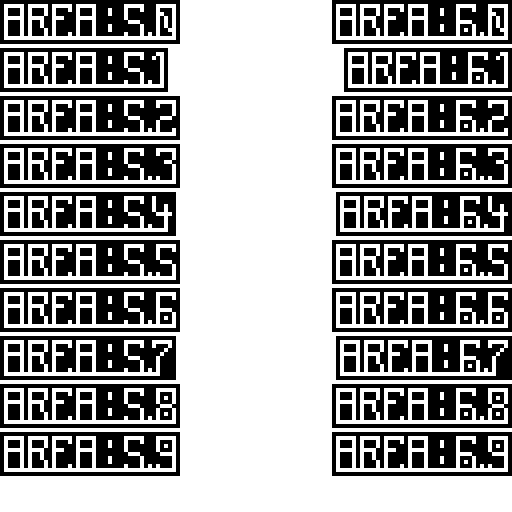 AREA:5.0 AREA:6.0
AREA:5.1 AREA:6.1
AREA:5.2 AREA:6.2
AREA:5.3 AREA:6.3
AREA:5.4 AREA:6.4
AREA:5.5 AREA:6.5
AREA:5.6 AREA:6.6
AREA:5.7 AREA:6.7
AREA:5.8 AREA:6.8
AREA:5.9 AREA:6.9